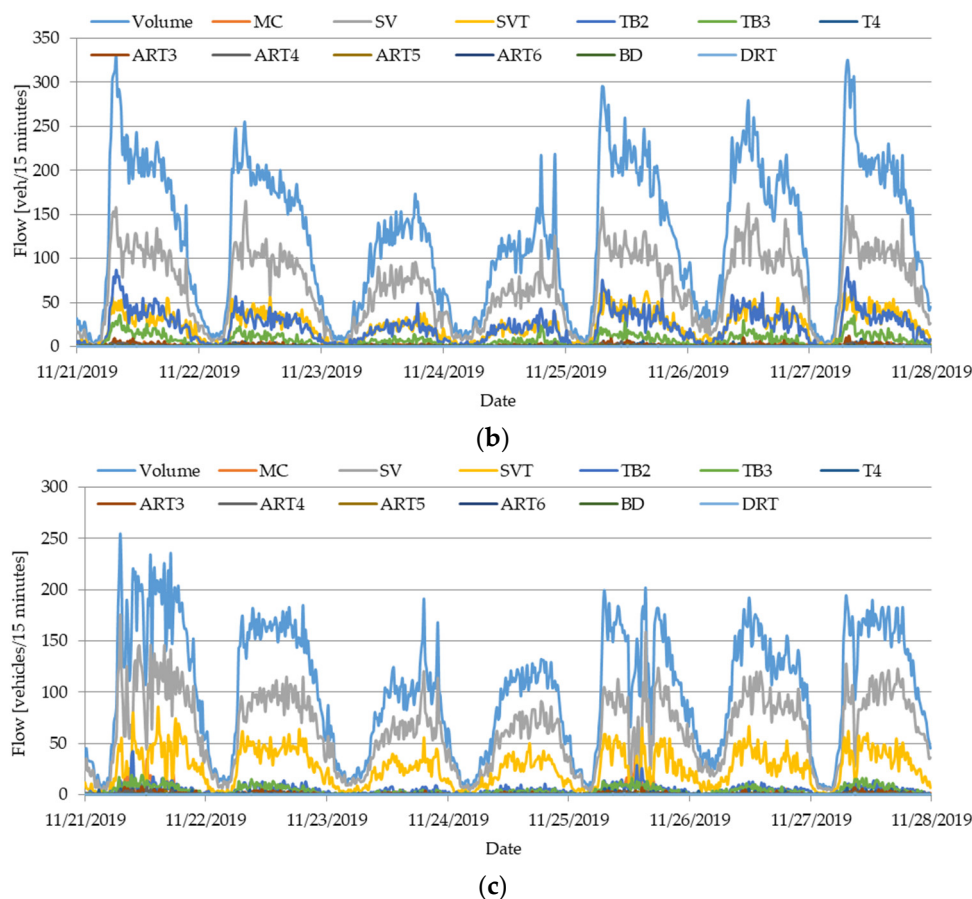 Volume MC SV SVT TB2 TB3 T4
ART3 ART4 ART5 ART6 BD DRT
350
300
250
200
150
100
50
0
Flow [veh/15 minutes]
11/21/2019 11/22/2019 11/23/2019 11/24/2019 11/25/2019 11/26/2019 11/27/2019 11/28/2019
Date
(b)
Volume MC SV SVT TB2 TB3 T4
ART3 ART4 ART5 ART6 BD DRT
300
250
200
150
100
50
0
Flow [vehicles/15 minutes]
11/21/2019 11/22/2019 11/23/2019 11/24/2019 11/25/2019 11/26/2019 11/27/2019 11/28/2019
Date
(c)